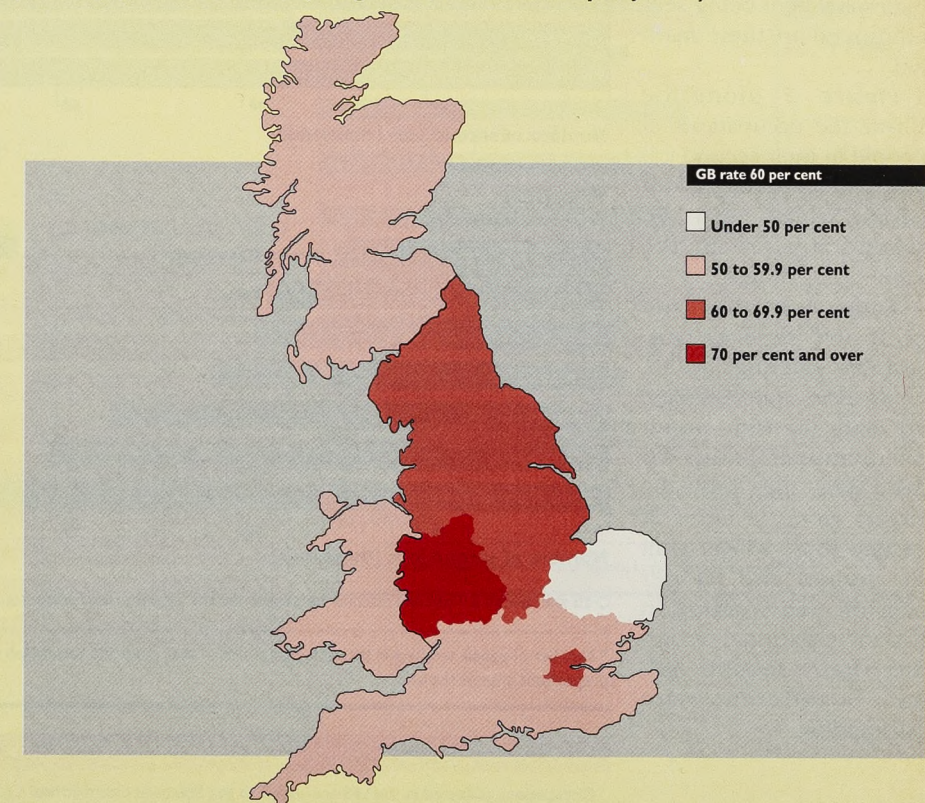 GB rate 60 per cent
Under 50 per cent
50 to 59.9 per cent
60 to 69.9 per cent
70 per cent and over